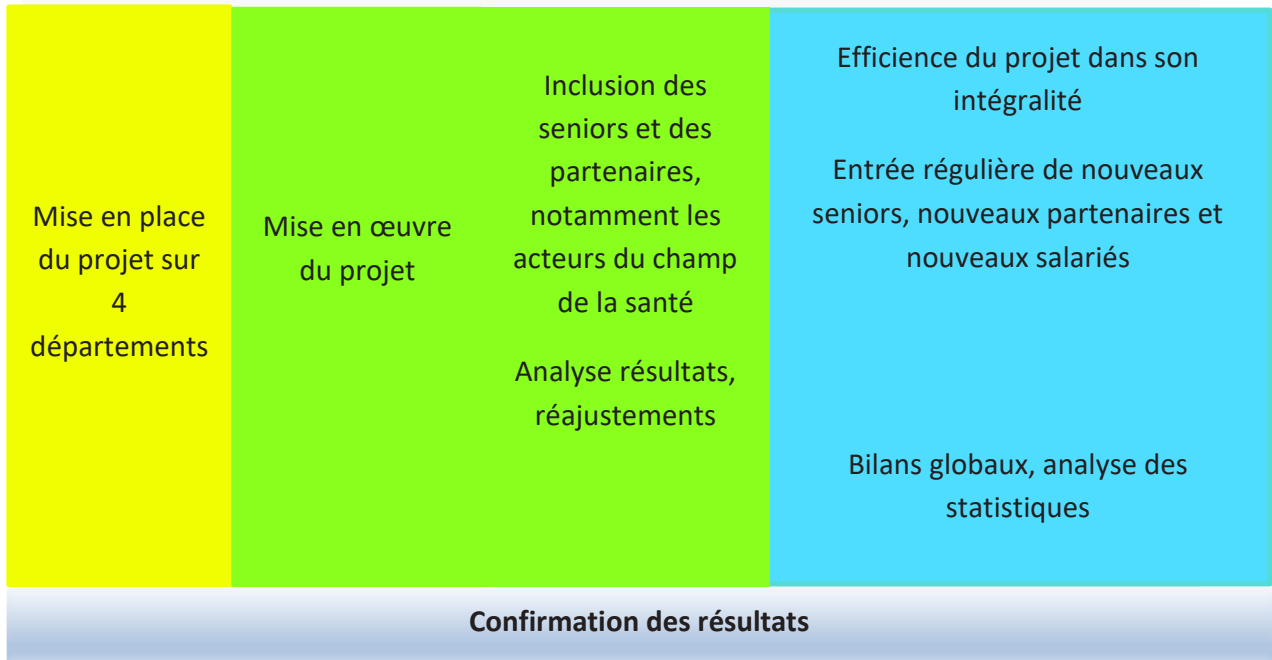 Mise en place
du projet sur
4
départements
Mise en œuvre
du projet
Inclusion des
seniors et des
partenaires,
notamment les
acteurs du champ
de la santé
Analyse résultats,
réajustements
Efficience du projet dans son
intégralité
Entrée régulière de nouveaux
seniors, nouveaux partenaires et
nouveaux salariés
Bilans globaux, analyse des
statistiques
Confirmation des résultats